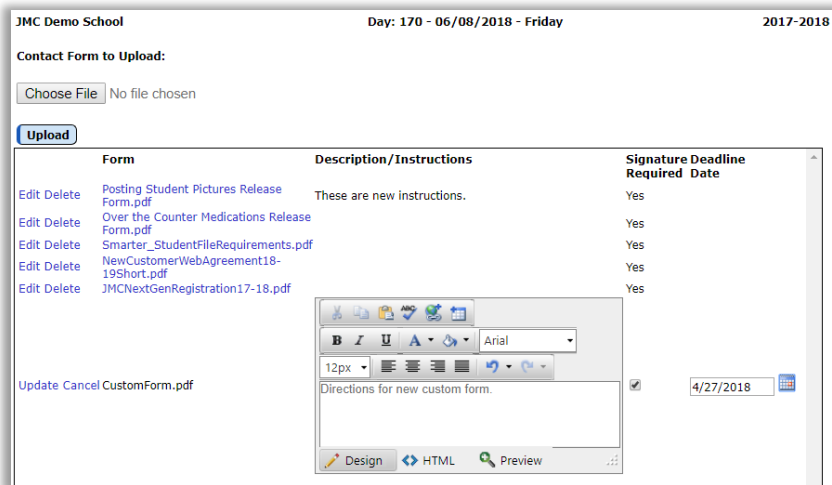 JMC Demo School Day: 170 - 06/08/2018 - Friday 2017-2018
Contact Form to Upload:
Choose File No file chosen
Upload
Form Description/Instructions Signature Required Deadline Date
Edit Delete Posting Student Pictures Release Form.pdf These are new instructions. Yes
Edit Delete Over the Counter Medications Release Form.pdf Yes
Edit Delete Smarter_StudentFileRequirements.pdf Yes
Edit Delete NewCustomerWebAgreement18-19Short.pdf Yes
Edit Delete JMCNextGenRegistration17-18.pdf Yes
ABC
B I U A Arial
12px
Update Cancel CustomForm.pdf Directions for new custom form. 4/27/2018
Design HTML Preview